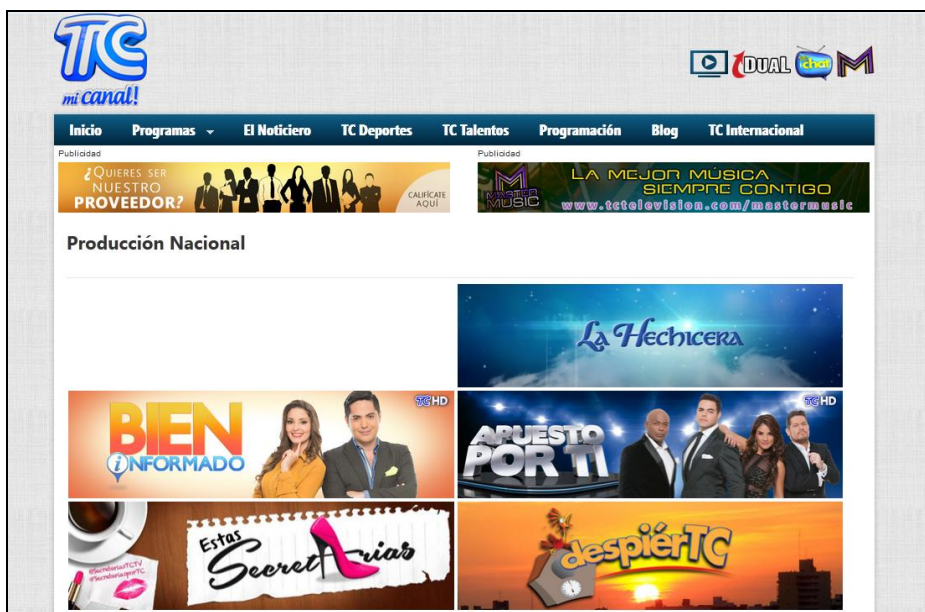 TC
mi canal!
DUAL chat M
Inicio Programas El Noticiero TC Deportes TC Talentos Programación Blog TC Internacional
Publicidad
¿QUIERES SER
NUESTRO
PROVEEDOR?
CALIFÍCATE
AQUÍ
Publicidad
M
MASTER
MUSIC
LA MEJOR MÚSICA
SIEMPRE CONTIGO
www.tctelevision.com/mastermusic
Producción Nacional
La Hechicera
TC HD
BIEN
iNFORMADO
TC HD
APUESTO
POR TI
Estas
Secretarias
@SecretariasTCTV
@SecretariasporTC
despiérTC